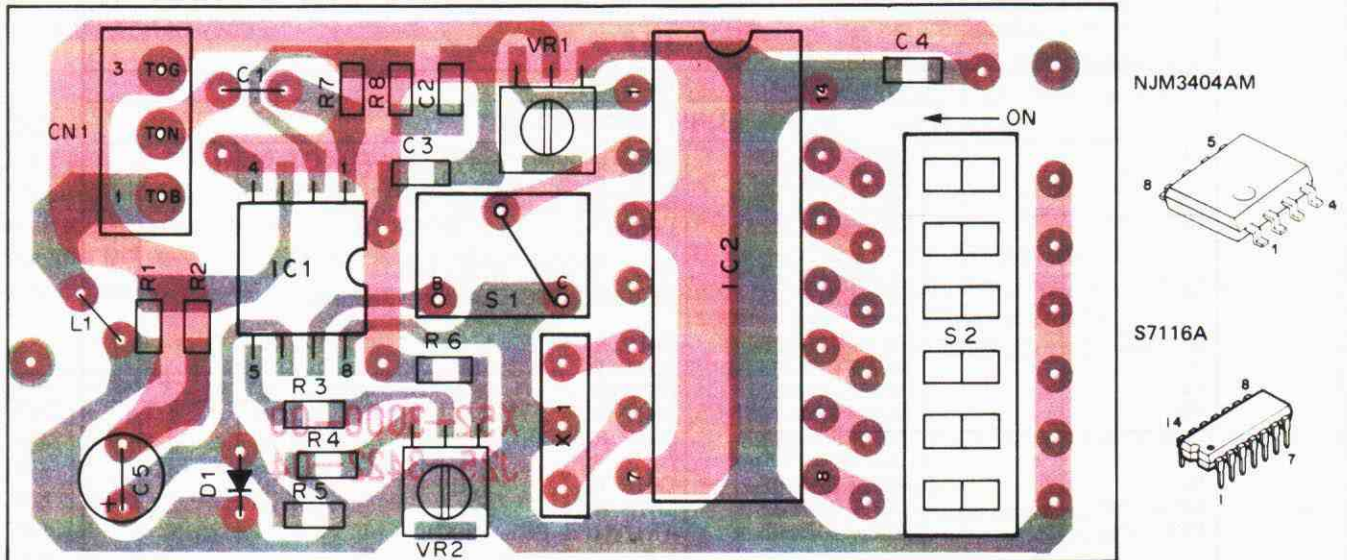 CN1
3 TOG
TON
1 TOB
C1
R7
R8
C2
VR1
C4
C3
ON
4 1
IC1
5 8
R1
R2
L1
S1
B C
R6
R3
R4
R5
C5
+
D1
VR2
X1
1 14
IC2
7 8
S2
NJM3404AM
5
8
4
1
S7116A
8
14
7
1